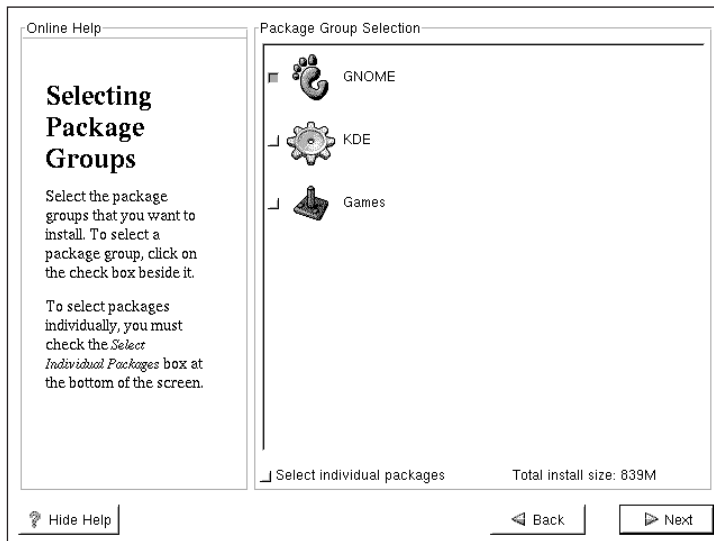 Online Help
Selecting
Package
Groups
Select the package
groups that you want to
install. To select a
package group, click on
the check box beside it.
To select packages
individually, you must
check the Select
Individual Packages box at
the bottom of the screen.
Package Group Selection
GNOME
KDE
Games
Select individual packages
Total install size: 839M
Hide Help
Back
Next